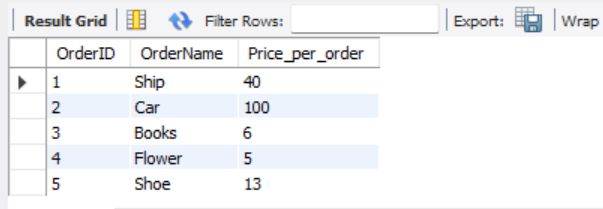 Result Grid Filter Rows: Export: Wrap
OrderID OrderName Price_per_order
1 Ship 40
2 Car 100
3 Books 6
4 Flower 5
5 Shoe 13